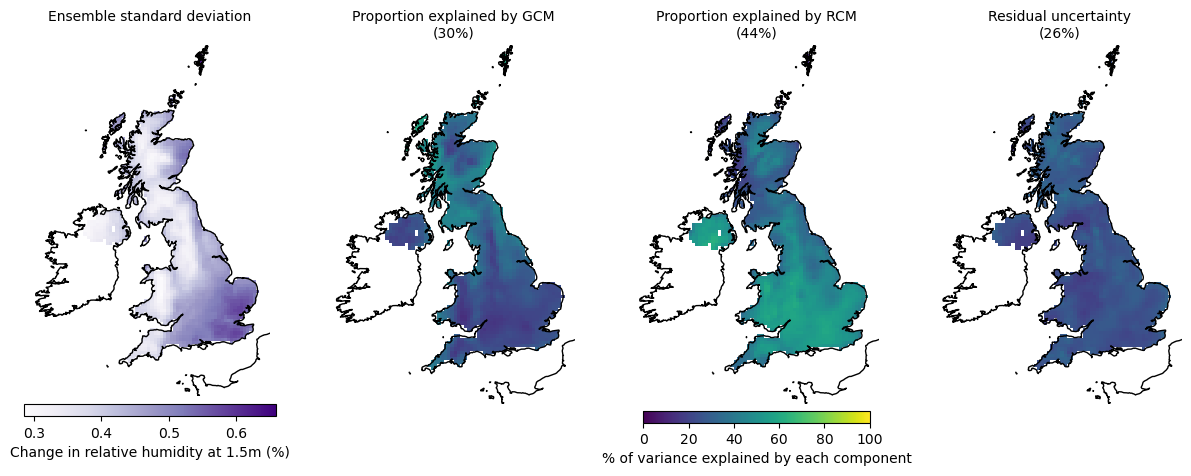 Ensemble standard deviation
Proportion explained by GCM
(30%)
Proportion explained by RCM
(44%)
Residual uncertainty
(26%)
0.3 0.4 0.5 0.6
Change in relative humidity at 1.5m (%)
0 20 40 60 80 100
% of variance explained by each component